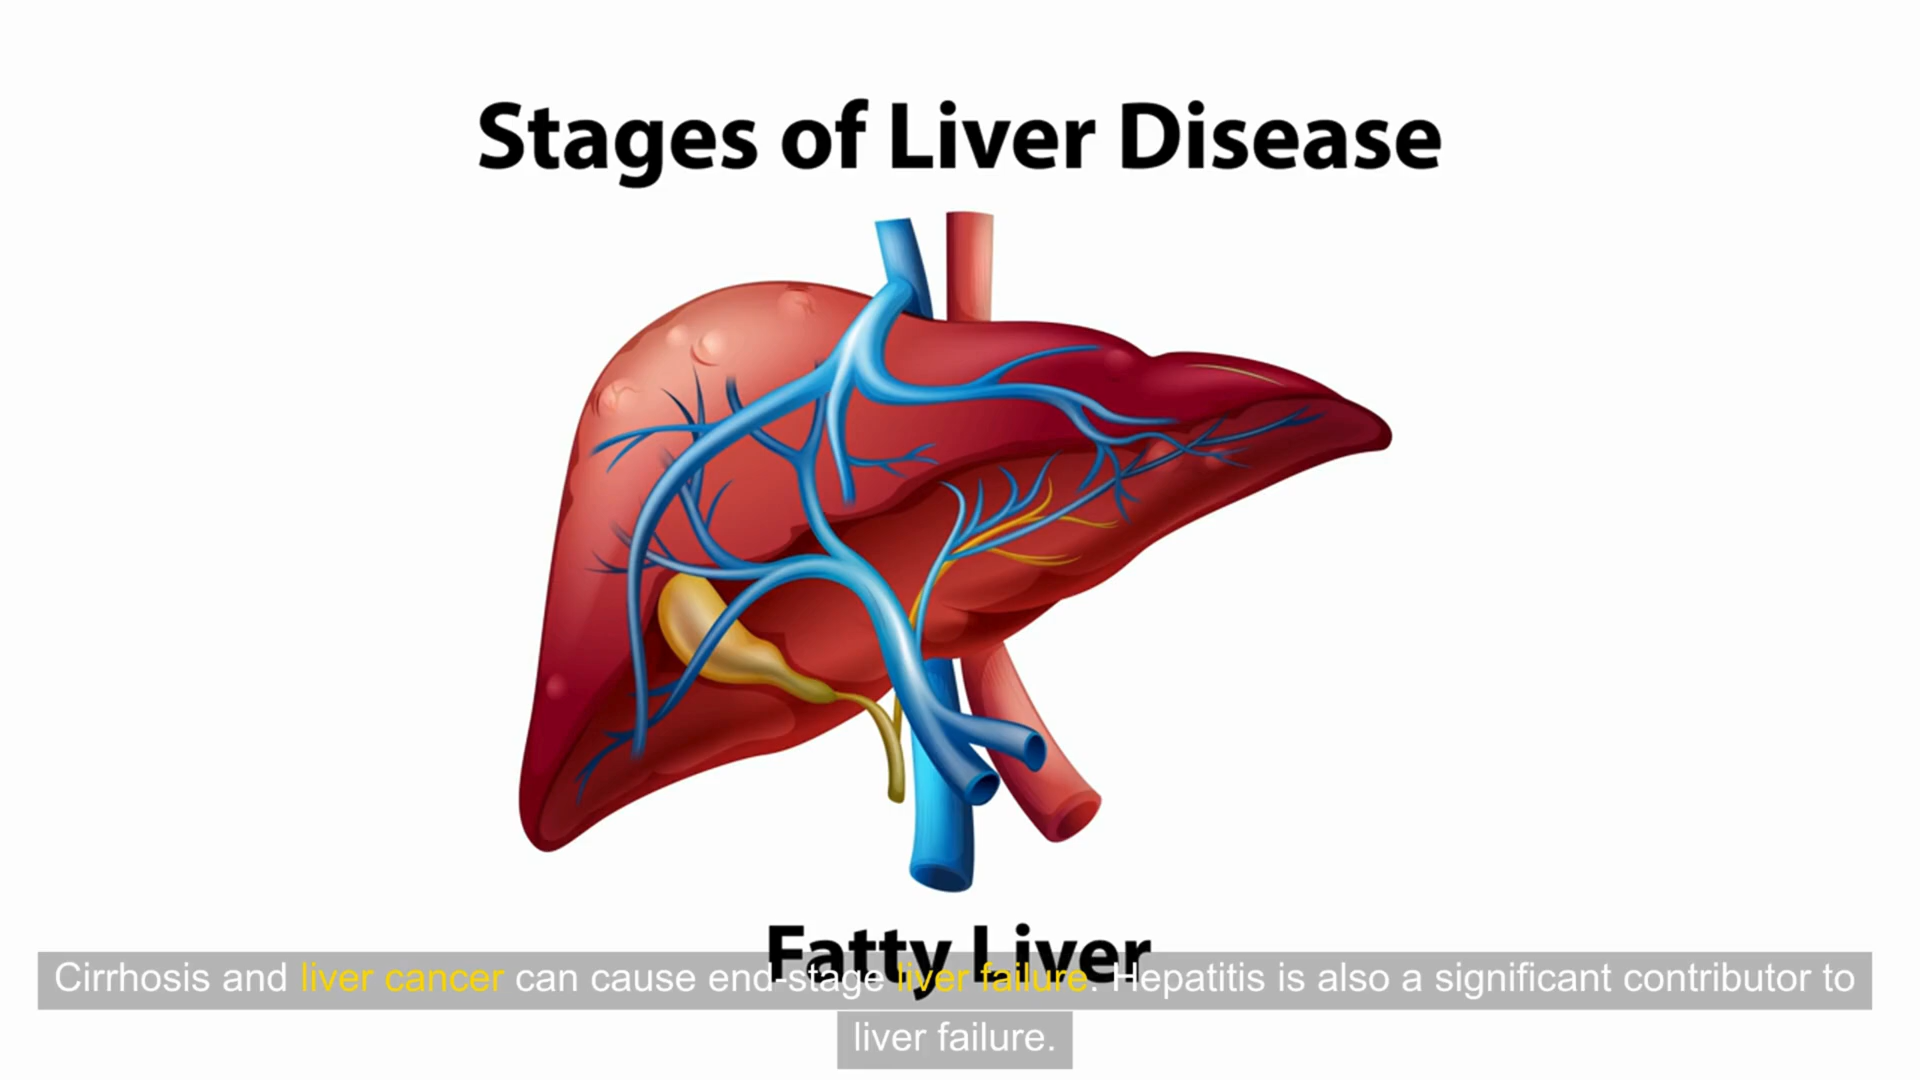 Stages of Liver Disease
Fatty Liver
Cirrhosis and liver cancer can cause end-stage liver failure. Hepatitis is also a significant contributor to
liver failure.